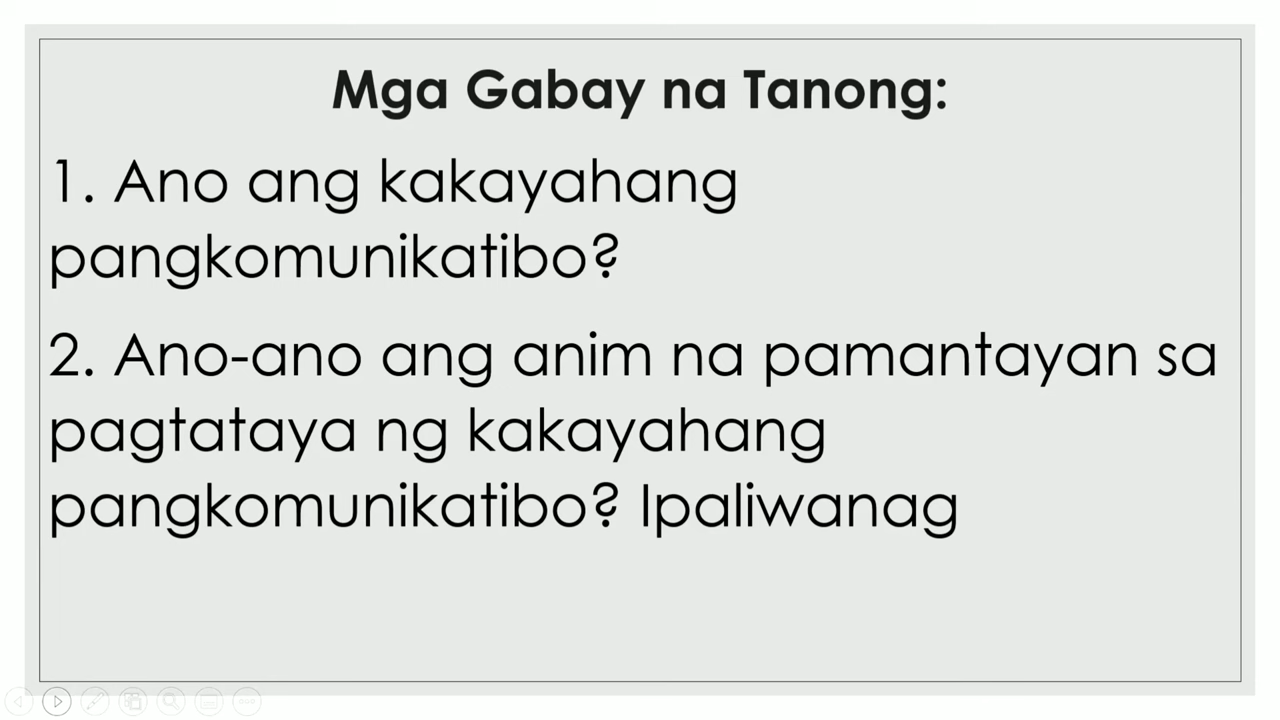 Mga Gabay na Tanong:
1. Ano ang kakayahang
pangkomunikatibo?
2. Ano-ano ang anim na pamantayan sa
pagtataya ng kakayahang
pangkomunikatibo? Ipaliwanag